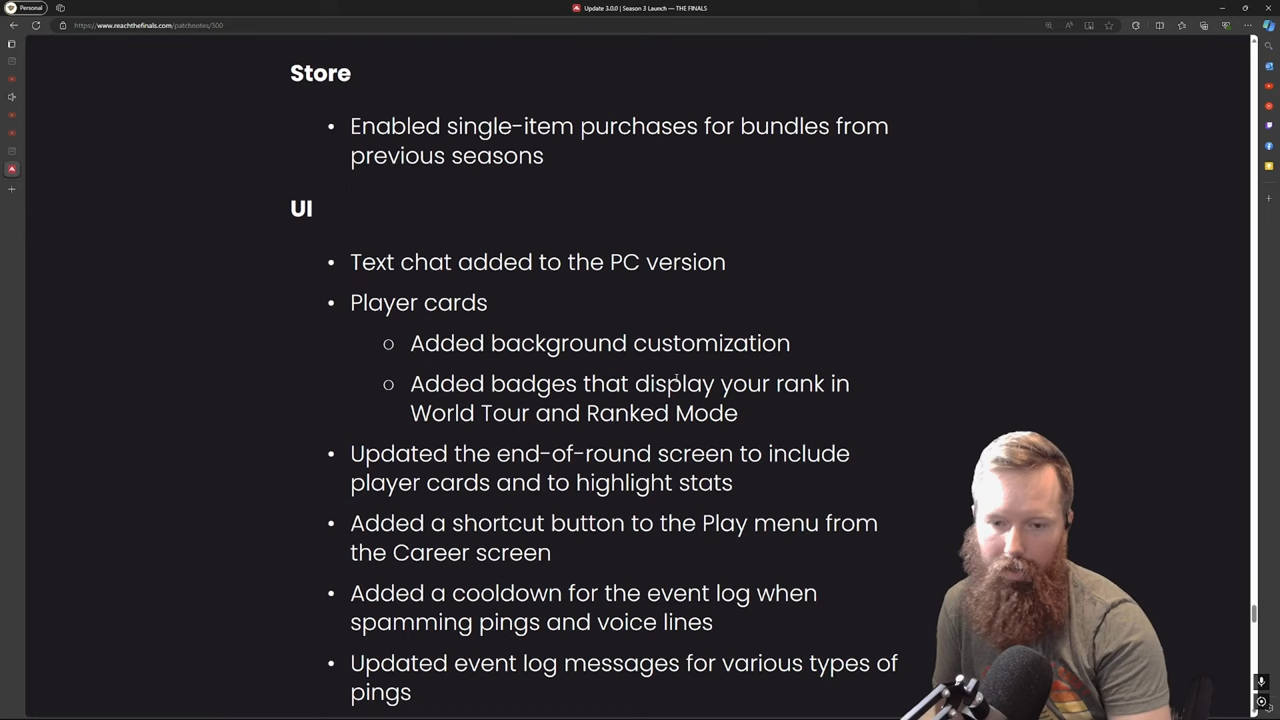 Personal
Update 3.0.0 | Season 3 Launch — THE FINALS
https://www.reachthefinals.com/patchnotes/300
Store
• Enabled single-item purchases for bundles from
previous seasons
UI
• Text chat added to the PC version
• Player cards
○ Added background customization
○ Added badges that display your rank in
World Tour and Ranked Mode
• Updated the end-of-round screen to include
player cards and to highlight stats
• Added a shortcut button to the Play menu from
the Career screen
• Added a cooldown for the event log when
spamming pings and voice lines
• Updated event log messages for various types of
pings